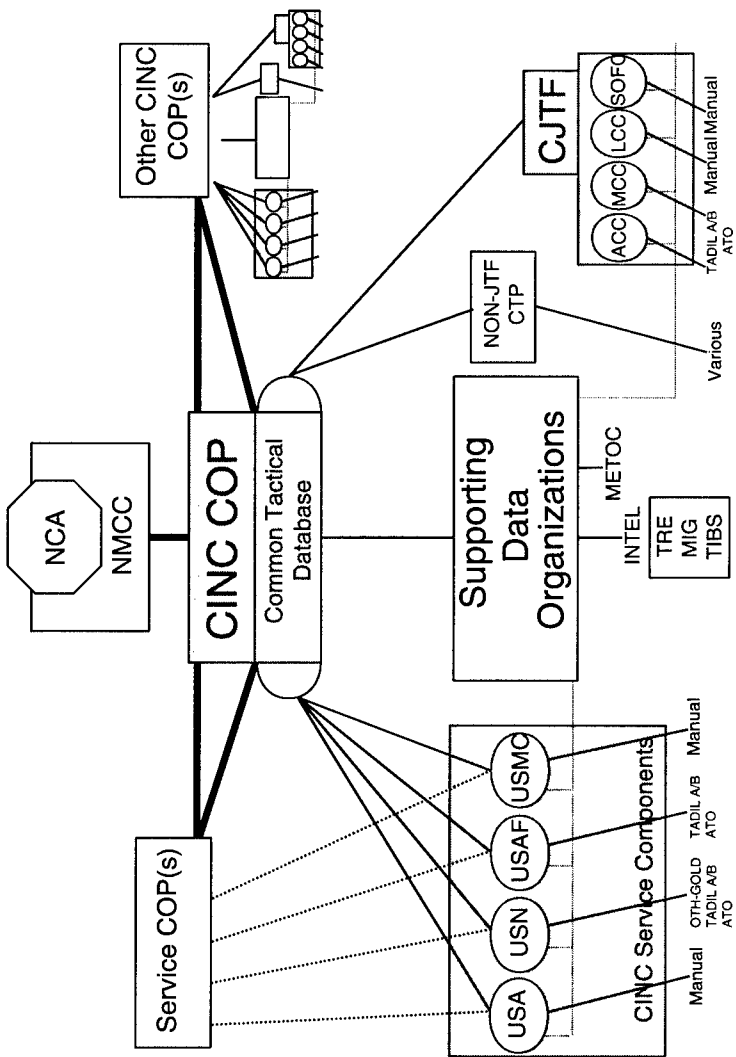 NCA
NMCC
Service COP(s)
CINC COP
Common Tactical
Database
Other CINC
COP(s)
USA
USN
USAF
USMC
CINC Service Components
Manual
OTH-GOLD
TADIL A/B
ATO
TADIL A/B
ATO
Manual
Supporting
Data
Organizations
INTEL
METOC
TRE
MIG
TIBS
NON-JTF
CTP
Various
CJTF
ACC
MCC
LCC
SOFC
TADIL A/B
ATO
Manual
Manual